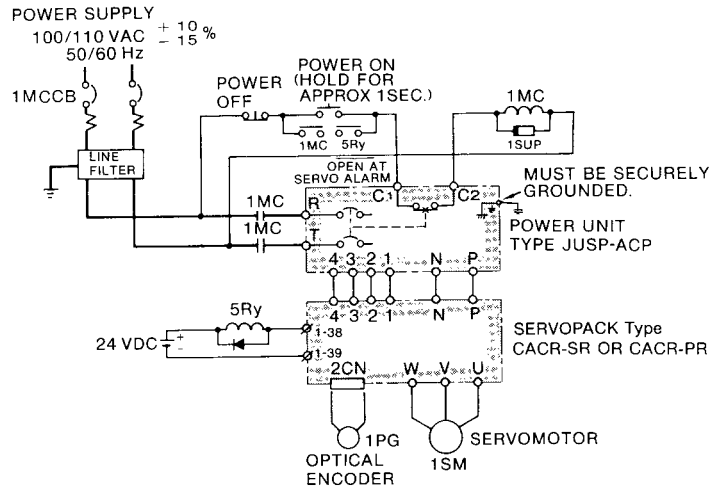 POWER SUPPLY
100/110 VAC + 10 - 15 %
50/60 Hz
1MCCB
POWER OFF
POWER ON
(HOLD FOR
APPROX 1SEC.)
1MC 5Ry
1MC
1SUP
LINE
FILTER
OPEN AT
SERVO ALARM
C1 C2
MUST BE SECURELY
GROUNDED.
1MC
R
1MC
T
POWER UNIT
TYPE JUSP-ACP
4 3 2 1 N P
4 3 2 1 N P
5Ry
24 VDC + -
1-38
1-39
SERVOPACK Type
CACR-SR OR CACR-PR
2CN W V U
1PG
OPTICAL
ENCODER
1SM
SERVOMOTOR